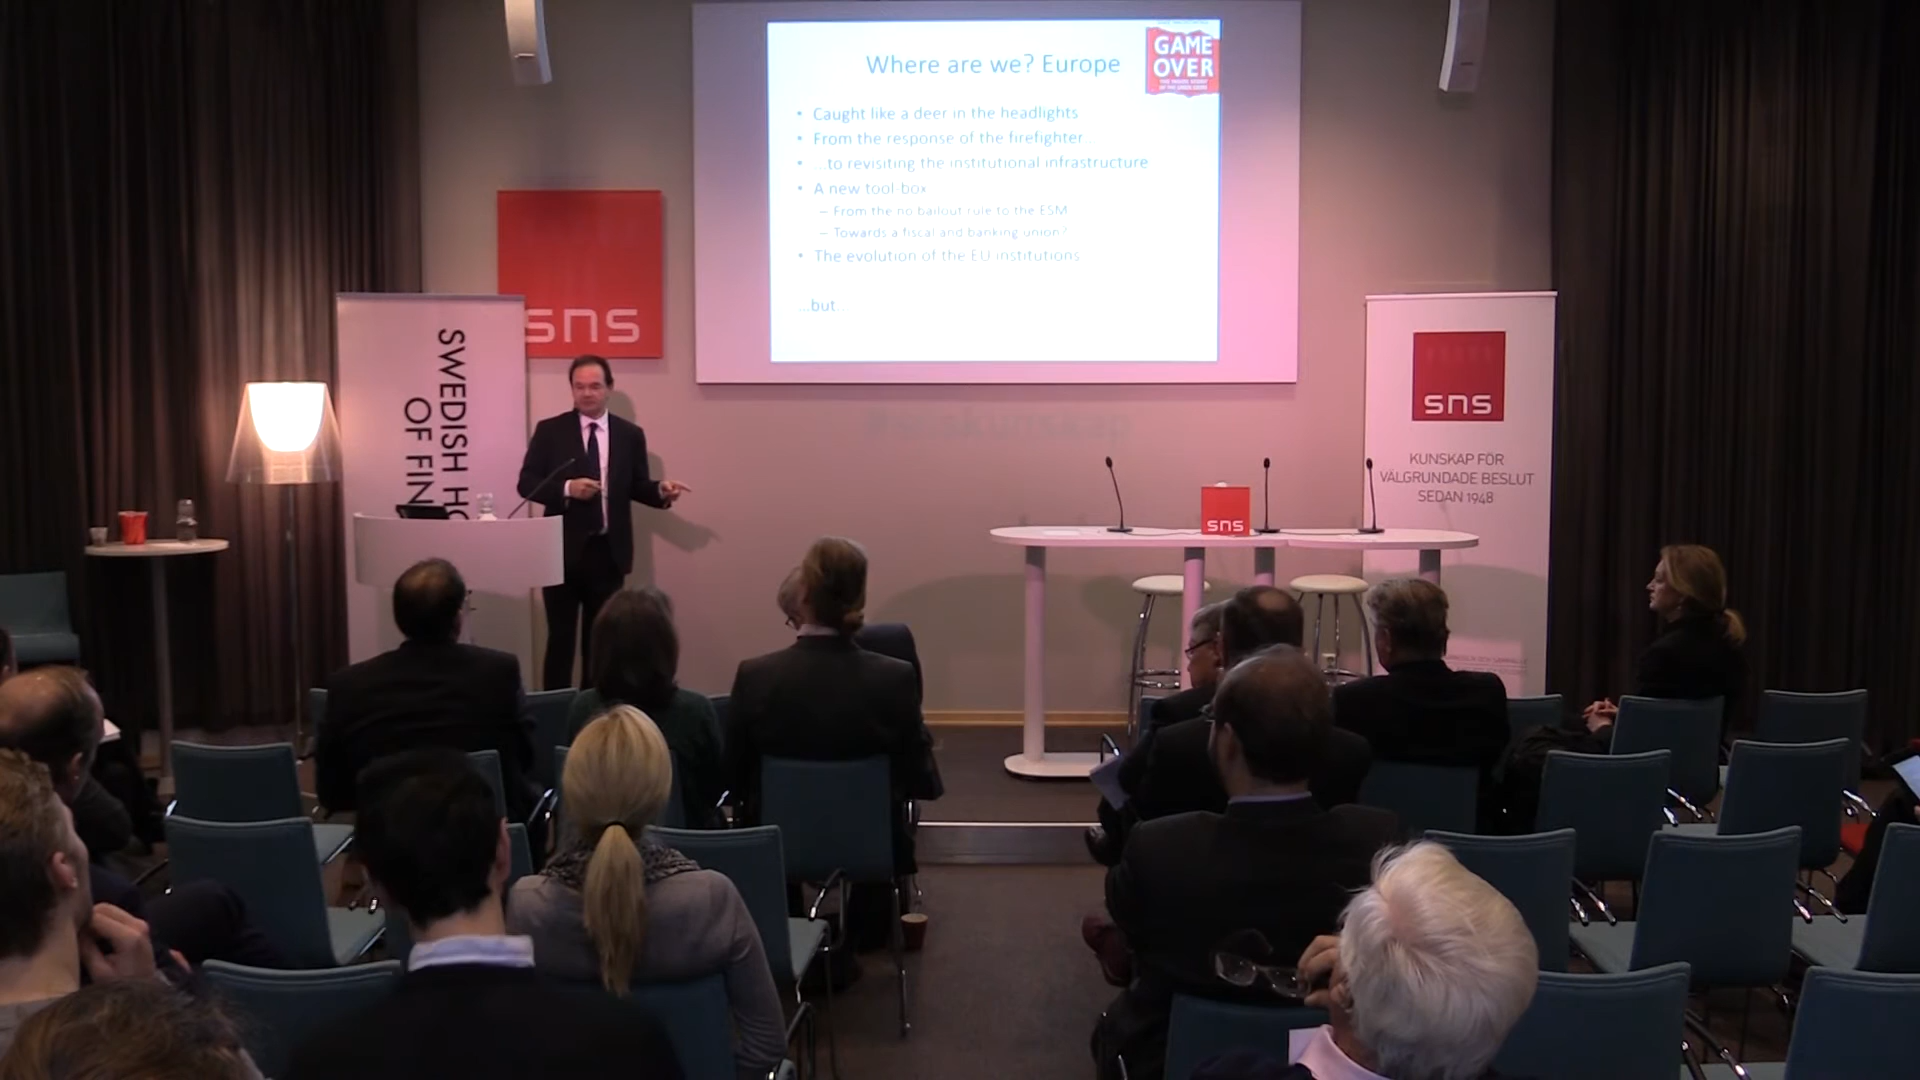 Where are we? Europe
GAME
OVER
THE INSIDE STORY
• Caught like a deer in the headlights
• From the response of the firefighter...
• ...to revisiting the institutional infrastructure
• A new tool-box
– From the no bailout rule to the ESM
– Towards a fiscal and banking union?
• The evolution of the EU institutions
...but...
sns
SWEDISH HO
OF FIN
sns
KUNSKAP FÖR
VÄLGRUNDADE BESLUT
SEDAN 1948
sns